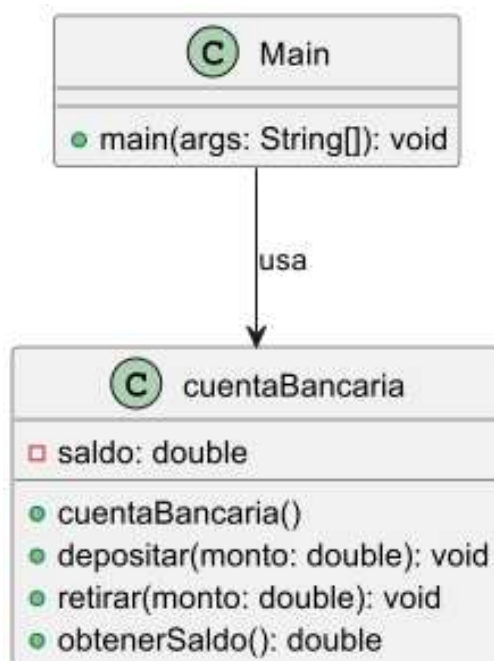 C Main
main(args: String[]): void
usa
C cuentaBancaria
saldo: double
cuentaBancaria()
depositar(monto: double): void
retirar(monto: double): void
obtenerSaldo(): double